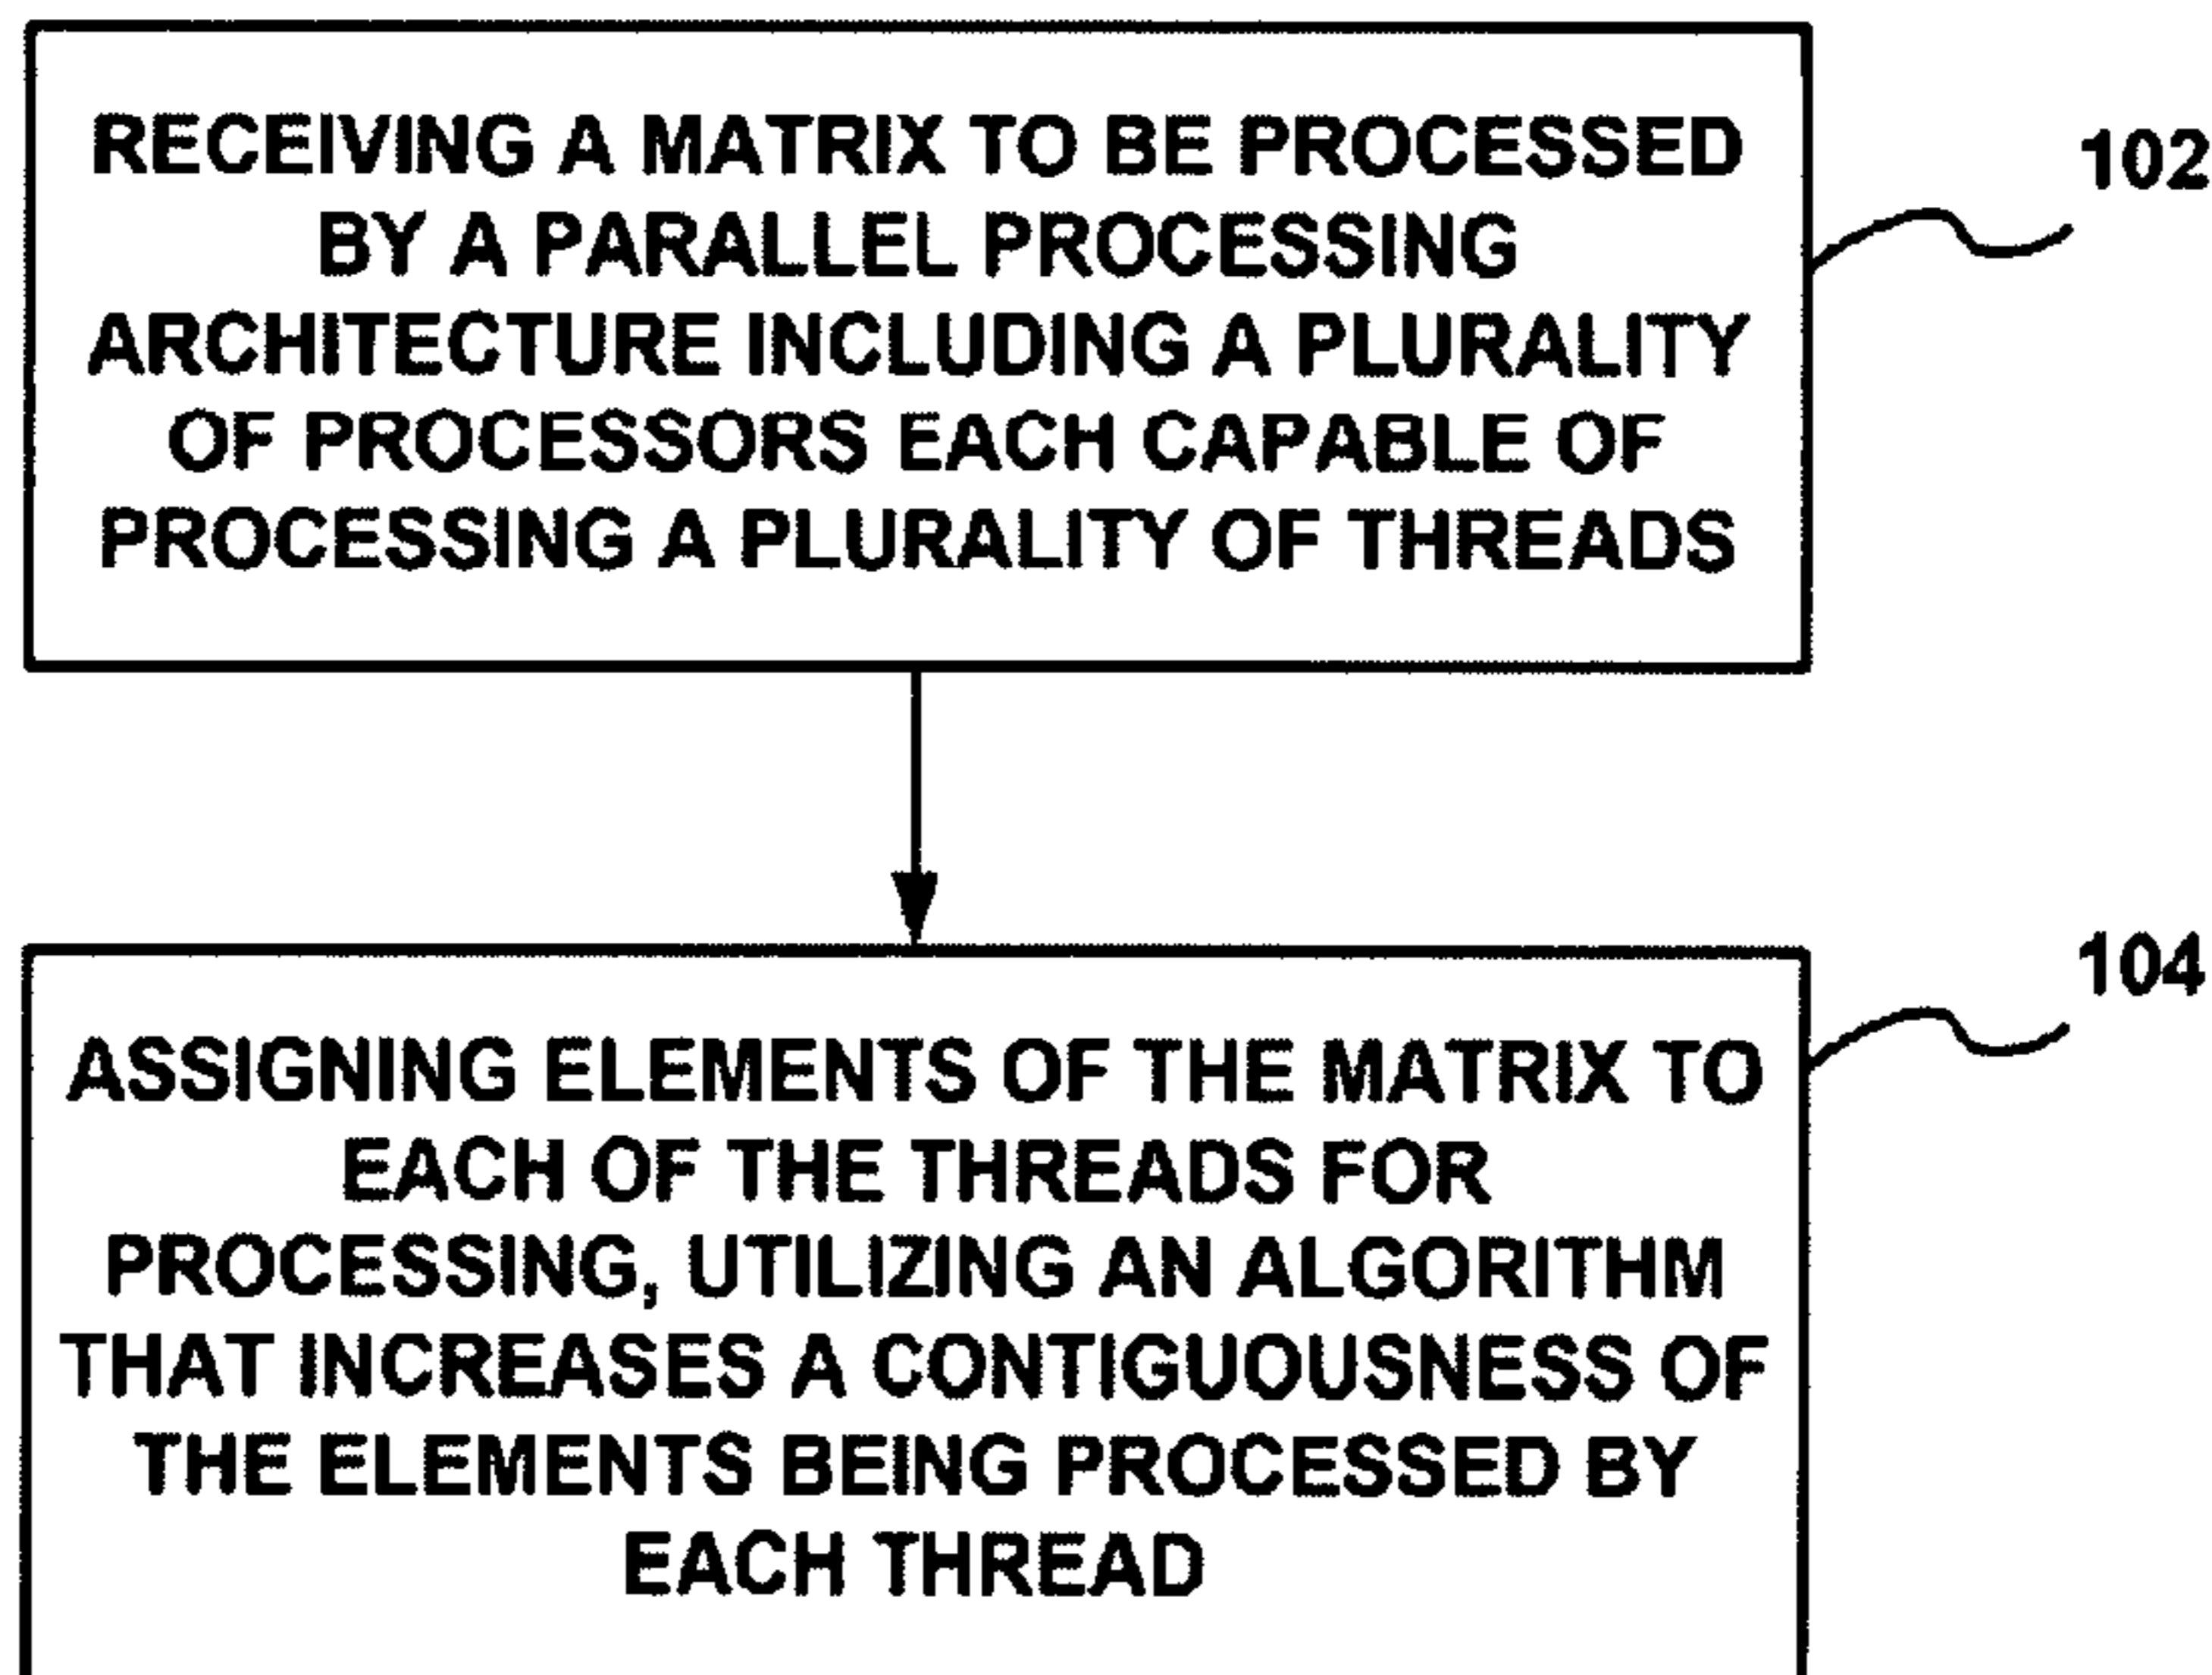 RECEIVING A MATRIX TO BE PROCESSED
BY A PARALLEL PROCESSING
ARCHITECTURE INCLUDING A PLURALITY
OF PROCESSORS EACH CAPABLE OF
PROCESSING A PLURALITY OF THREADS
102
104
ASSIGNING ELEMENTS OF THE MATRIX TO
EACH OF THE THREADS FOR
PROCESSING, UTILIZING AN ALGORITHM
THAT INCREASES A CONTIGUOUSNESS OF
THE ELEMENTS BEING PROCESSED BY
EACH THREAD